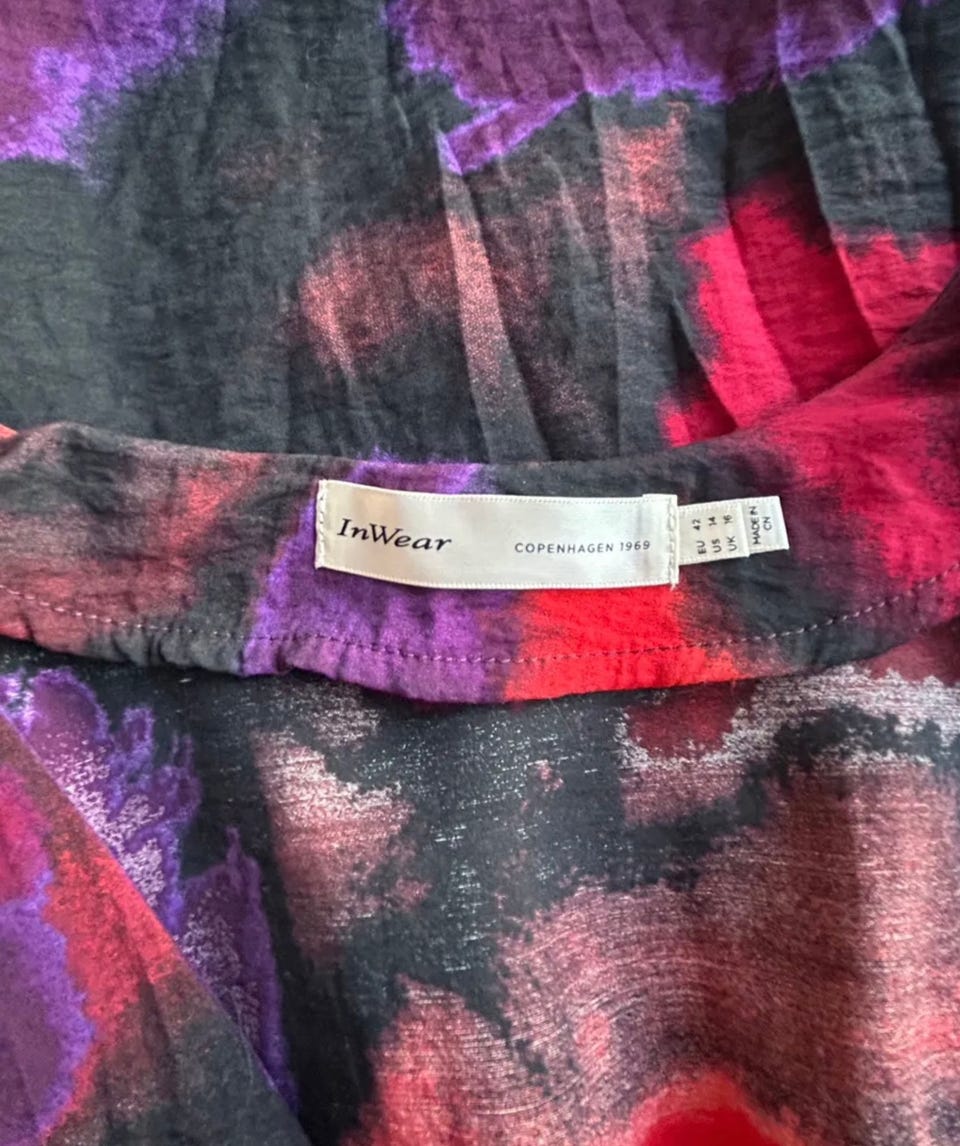 InWear
COPENHAGEN 1969
EU 42
US 14
UK 16
MADE IN
CN